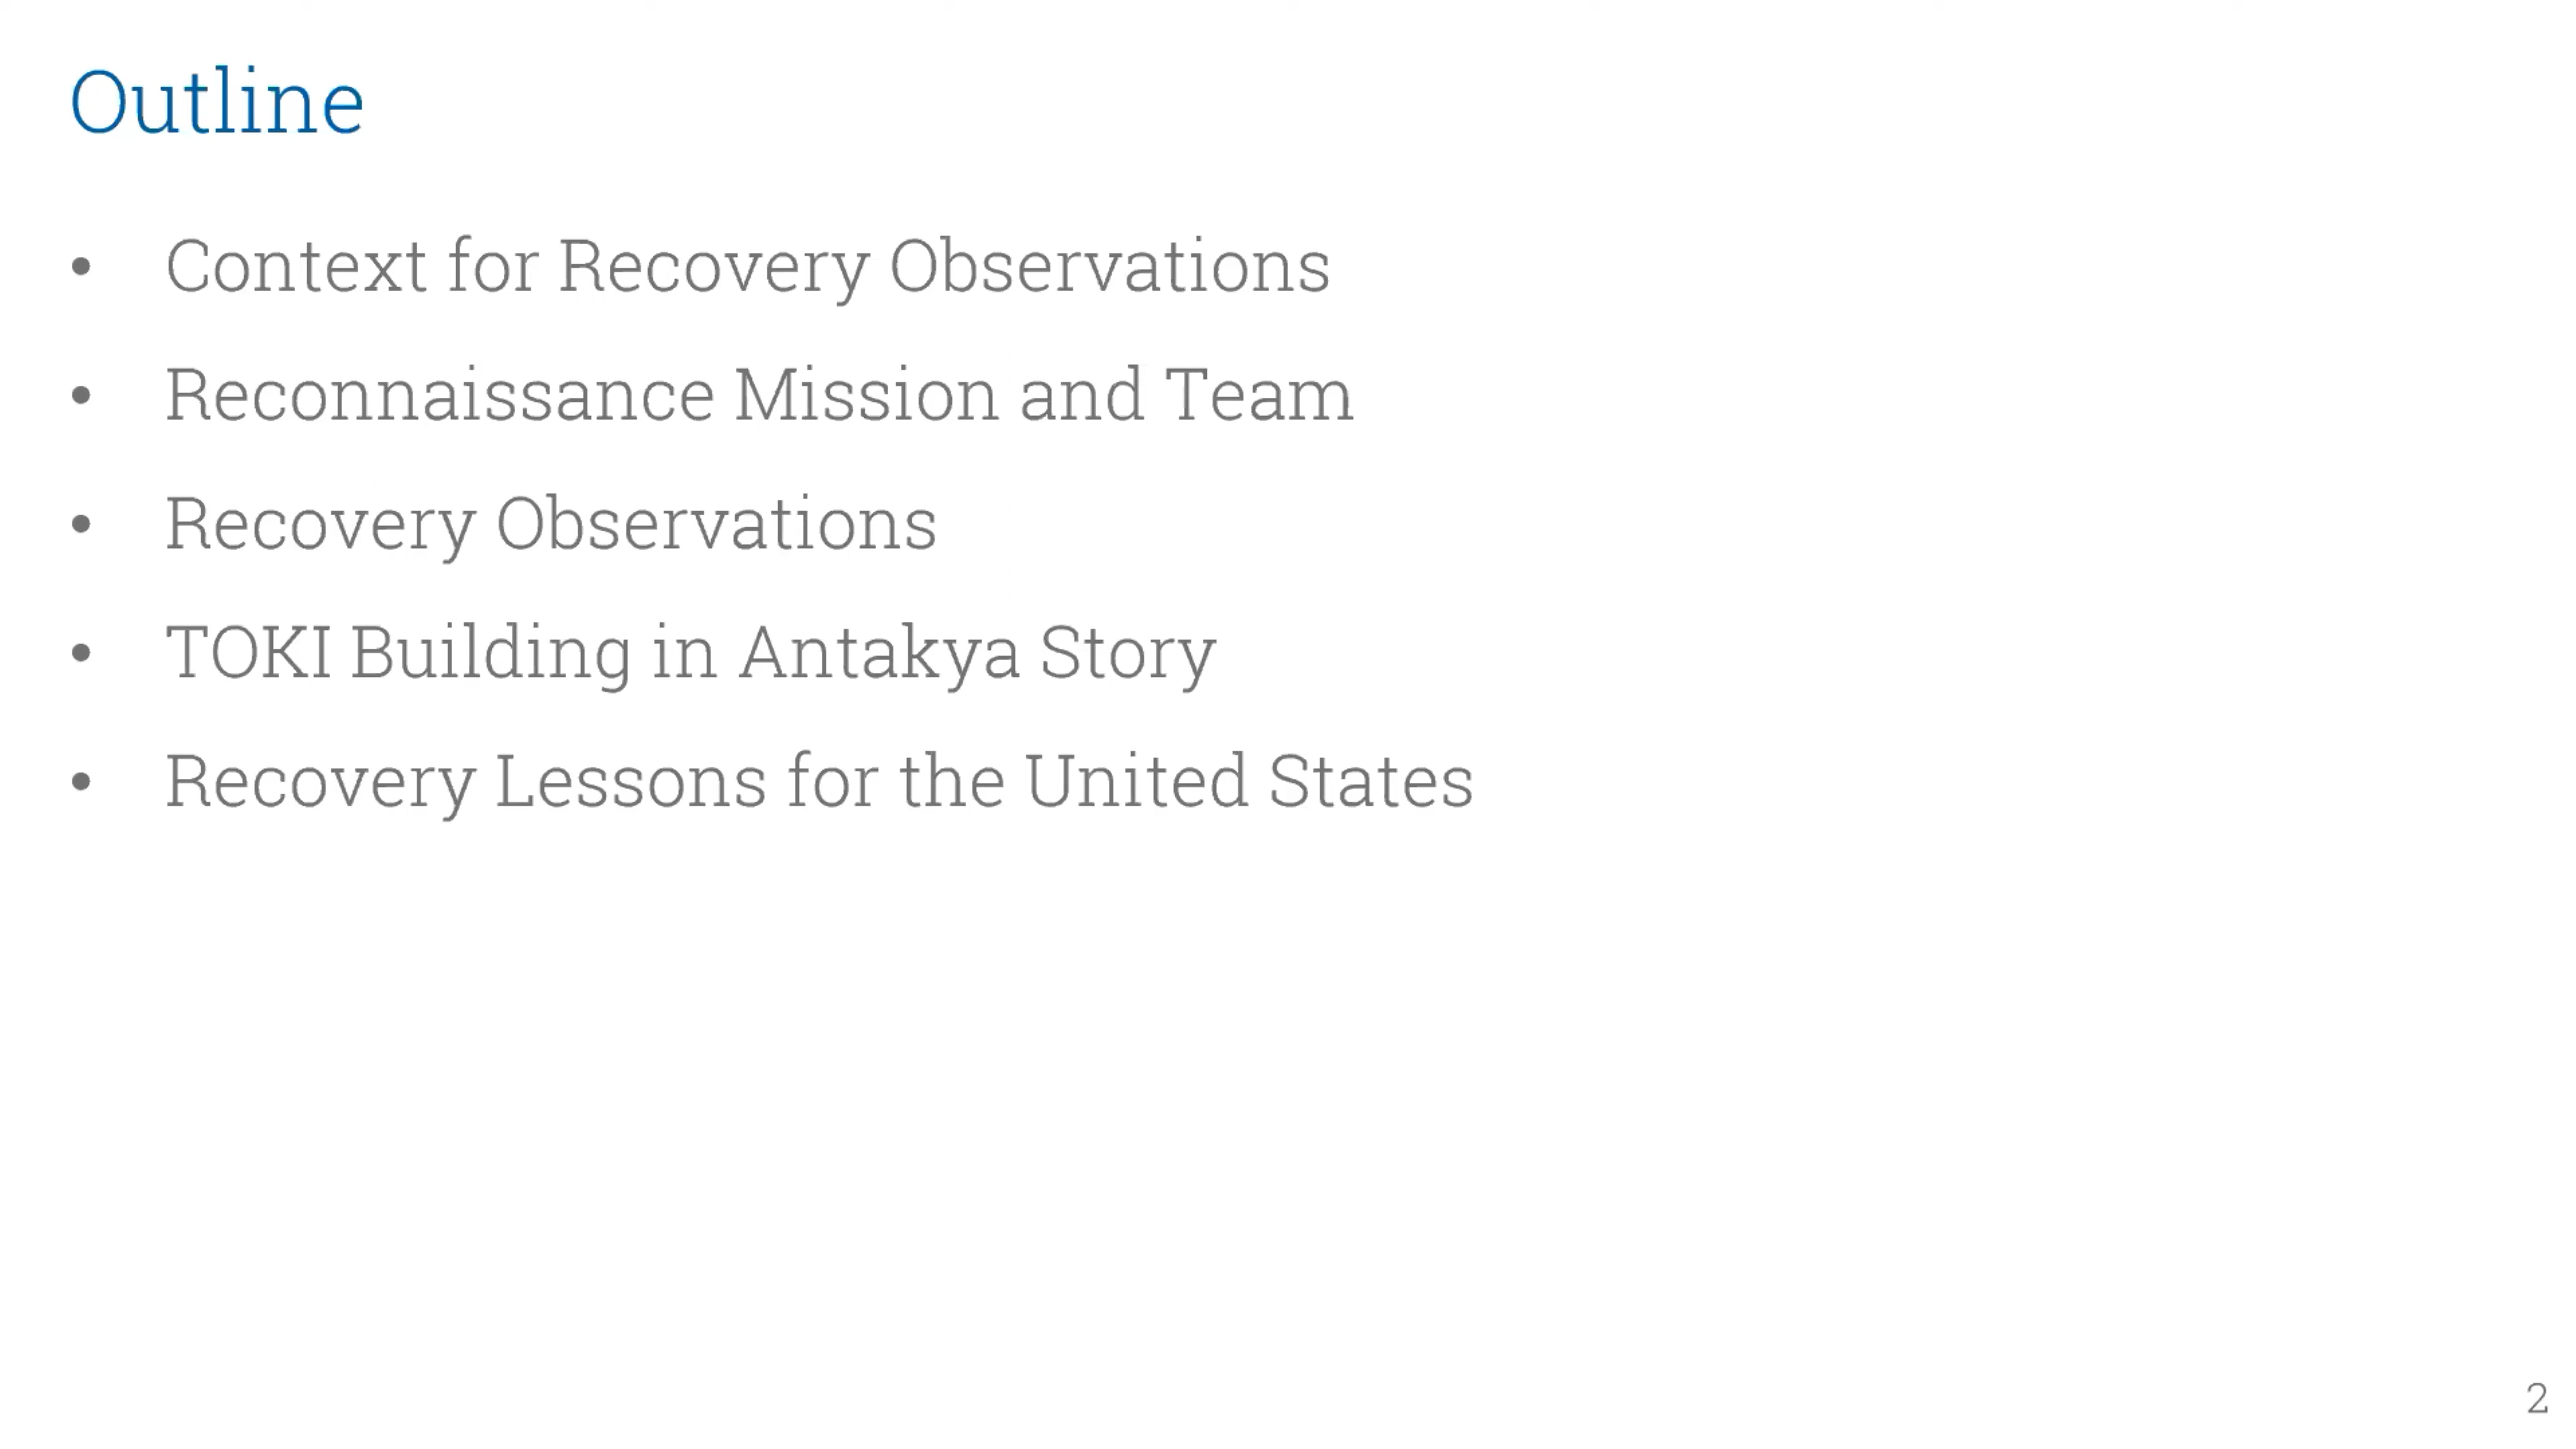 Outline
• Context for Recovery Observations
• Reconnaissance Mission and Team
• Recovery Observations
• TOKI Building in Antakya Story
• Recovery Lessons for the United States
2